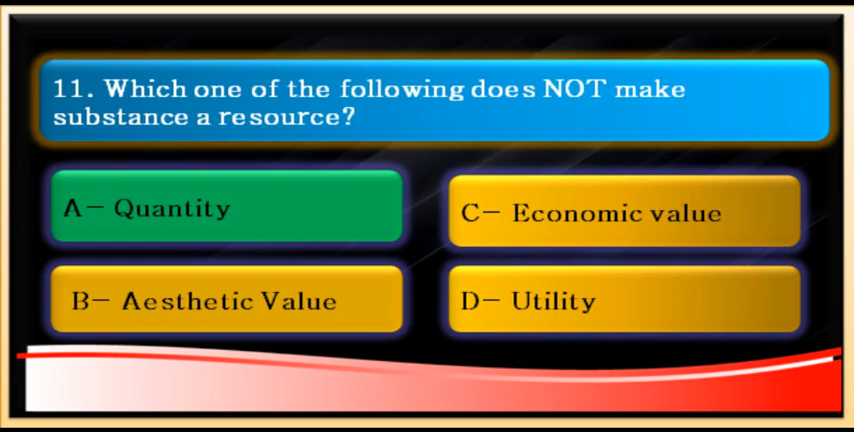 11. Which one of the following does NOT make
substance a resource?
A- Quantity
C- Economic value
B- Aesthetic Value
D- Utility